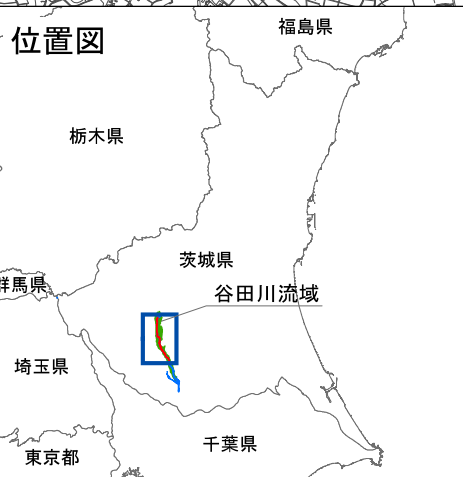 位置図
福島県
栃木県
茨城県
群馬県
谷田川流域
埼玉県
千葉県
東京都